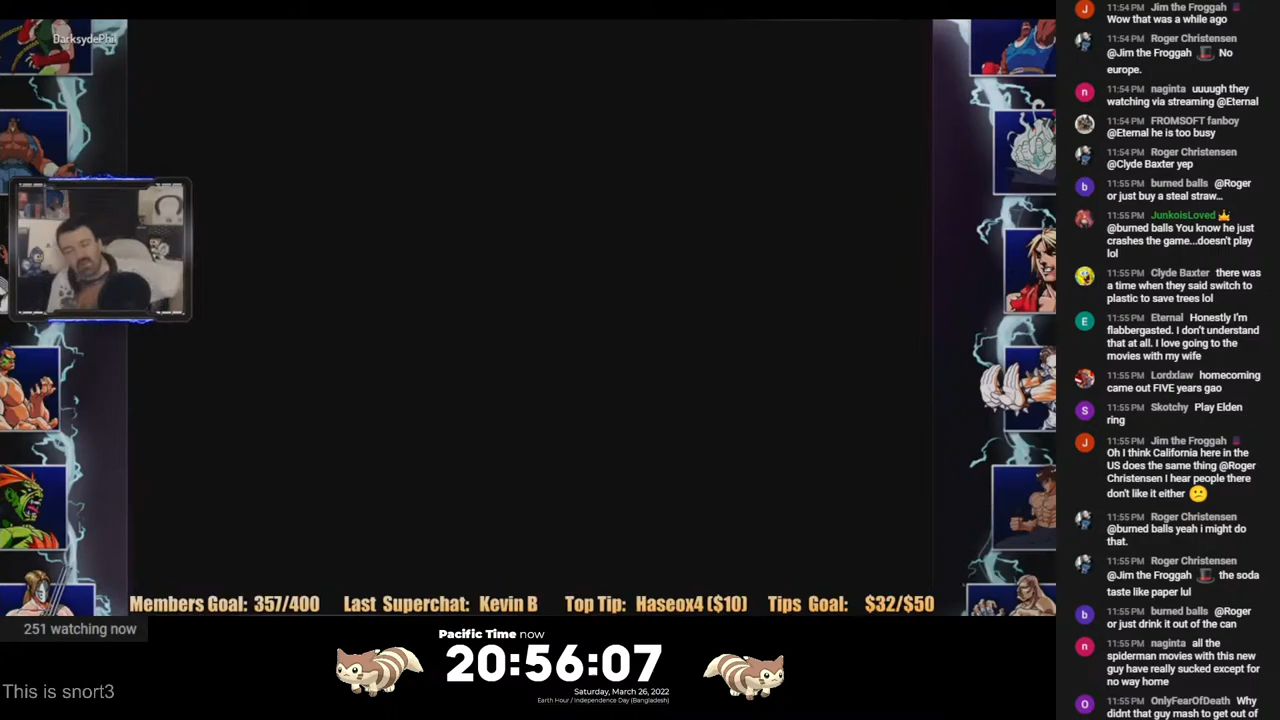 DarksydePhil
Members Goal: 357/400
Last Superchat: Kevin B
Top Tip: Haseox4 ($10)
Tips Goal: $32/$50
251 watching now
Pacific Time now
20:56:07
Saturday, March 26, 2022
Earth Hour / Independence Day (Bangladesh)
This is snort3
11:54 PM Jim the Froggah
Wow that was a while ago
11:54 PM Roger Christensen
@Jim the Froggah No
europe.
11:54 PM naginta uuuugh they
watching via streaming @Eternal
11:54 PM FROMSOFT fanboy
@Eternal he is too busy
11:54 PM Roger Christensen
@Clyde Baxter yep
11:55 PM burned balls @Roger
or just buy a steal straw...
11:55 PM JunkoisLoved
@burned balls You know he just
crashes the game...doesn't play
lol
11:55 PM Clyde Baxter there was
a time when they said switch to
plastic to save trees lol
11:55 PM Eternal Honestly I'm
flabbergasted. I don't understand
that at all. I love going to the
movies with my wife
11:55 PM Lordxlaw homecoming
came out FIVE years gao
11:55 PM Skotchy Play Elden
ring
11:55 PM Jim the Froggah
Oh I think California here in the
US does the same thing @Roger
Christensen I hear people there
don't like it either 😕
11:55 PM Roger Christensen
@burned balls yeah i might do
that.
11:55 PM Roger Christensen
@Jim the Froggah the soda
taste like paper lul
11:55 PM burned balls @Roger
or just drink it out of the can
11:55 PM naginta all the
spiderman movies with this new
guy have really sucked except for
no way home
11:55 PM OnlyFearOfDeath Why
didnt that guy mash to get out of